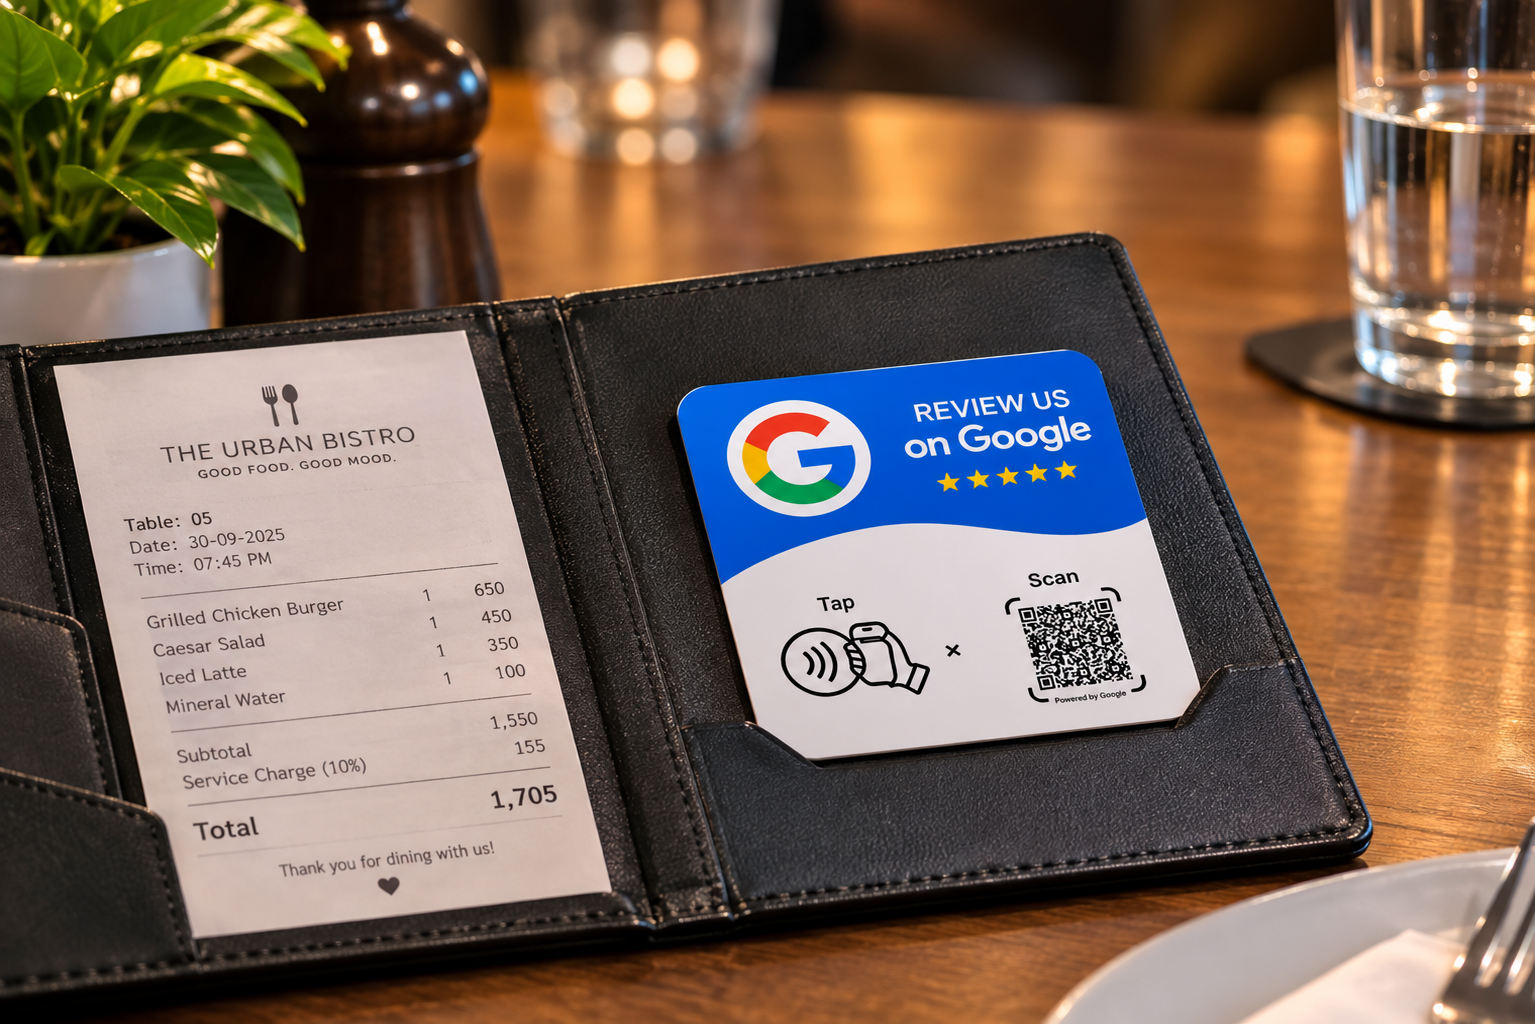 THE URBAN BISTRO
GOOD FOOD. GOOD MOOD.
Table: 05
Date: 30-09-2025
Time: 07:45 PM
Grilled Chicken Burger 1 650
Caesar Salad 1 450
Iced Latte 1 350
Mineral Water 1 100
Subtotal 1,550
Service Charge (10%) 155
Total 1,705
Thank you for dining with us!
G
REVIEW US
on Google
Tap
×
Scan
Powered by Google